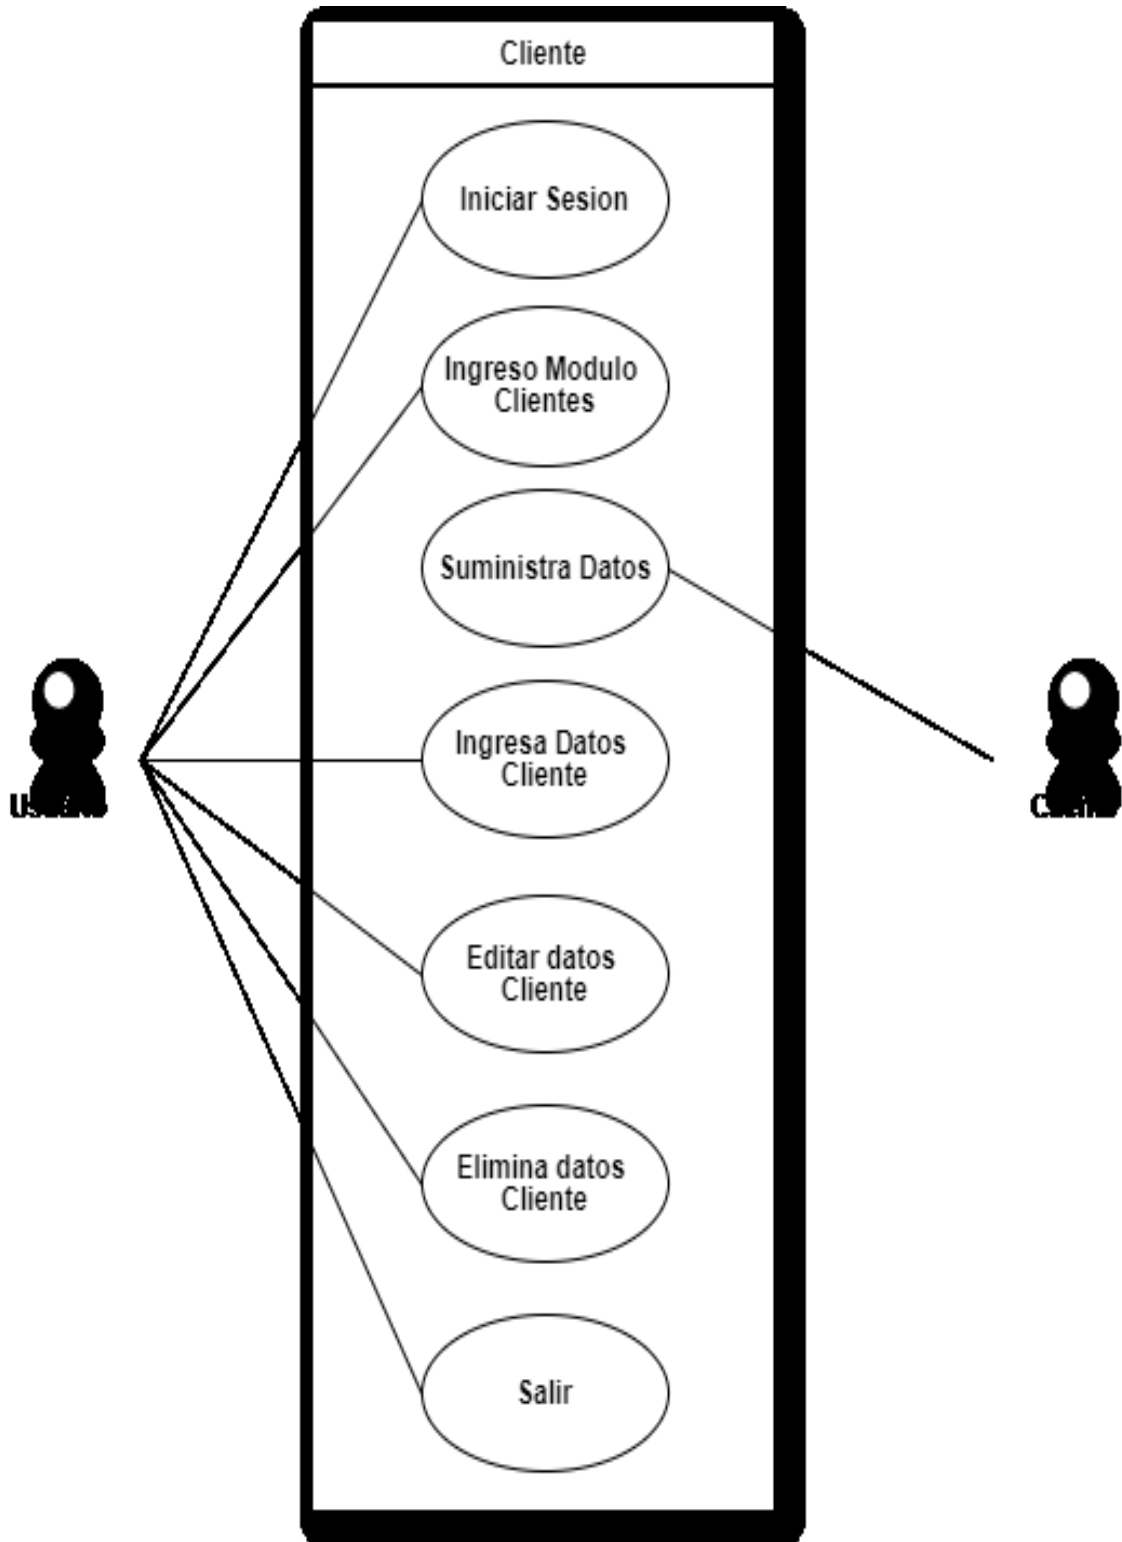 Cliente
Iniciar Sesion
Ingreso Modulo
Clientes
Suministra Datos
Ingresa Datos
Cliente
Editar datos
Cliente
Elimina datos
Cliente
Salir